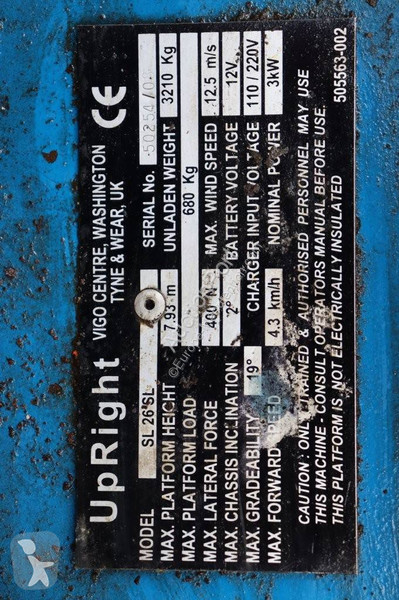 UpRight
VIGO CENTRE, WASHINGTON
TYNE & WEAR, UK
CE
MODEL SL 26 SL SERIAL No. 50254/0
MAX. PLATFORM HEIGHT 7.93 m UNLADEN WEIGHT 3210 Kg
MAX. PLATFORM LOAD 680 Kg
MAX. LATERAL FORCE 400 N MAX. WIND SPEED 12.5 m/s
MAX. CHASSIS INCLINATION 2° BATTERY VOLTAGE 12V
MAX. GRADEABILITY 19° CHARGER INPUT VOLTAGE 110 / 220V
MAX. FORWARD SPEED 4.3 km/h NOMINAL POWER 3kW
CAUTION : ONLY TRAINED & AUTHORISED PERSONNEL MAY USE
THIS MACHINE - CONSULT OPERATORS MANUAL BEFORE USE.
THIS PLATFORM IS NOT ELECTRICALLY INSULATED
505563-002